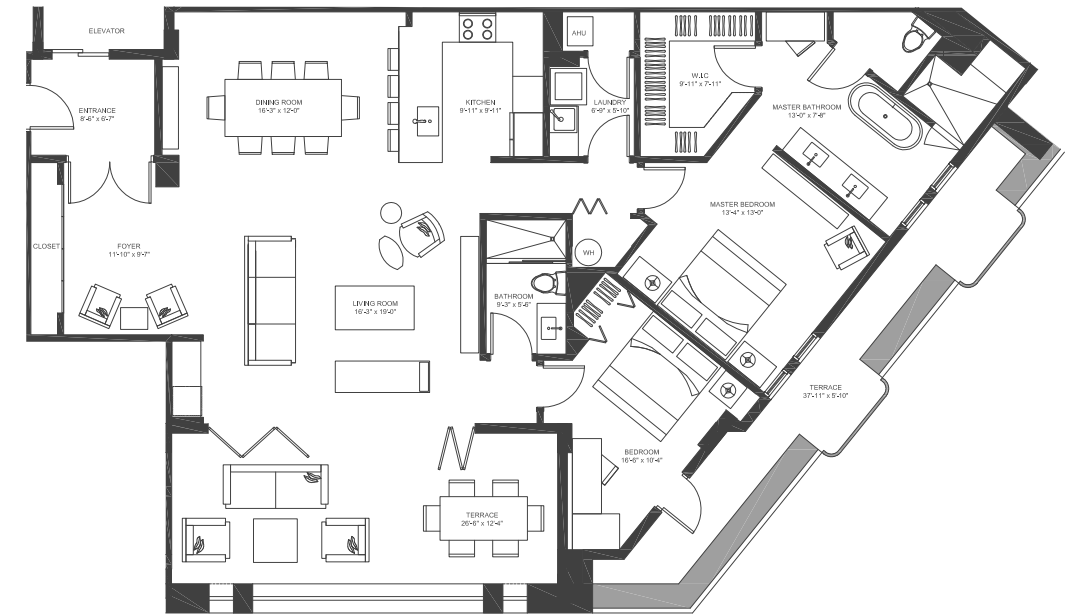 ELEVATOR
ENTRANCE
8'-6" x 6'-7"
DINING ROOM
16'-3" x 12'-0"
KITCHEN
9'-11" x 9'-11"
AHU
LAUNDRY
6'-9" x 5'-10"
W.I.C
9'-11" x 7'-11"
MASTER BATHROOM
13'-0" x 7'-8"
MASTER BEDROOM
13'-4" x 13'-0"
CLOSET
FOYER
11'-10" x 9'-7"
WH
LIVING ROOM
16'-3" x 19'-0"
BATHROOM
9'-3" x 5'-6"
TERRACE
37'-11" x 5'-10"
BEDROOM
16'-6" x 10'-4"
TERRACE
26'-6" x 12'-4"